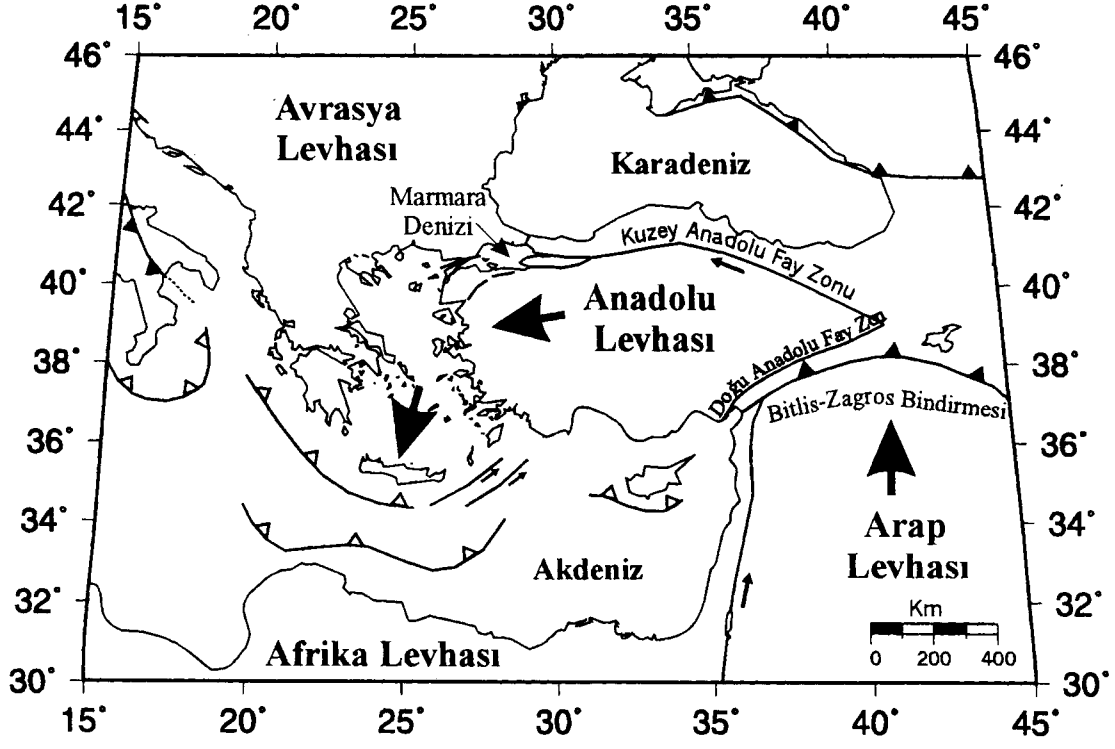 15° 20° 25° 30° 35° 40° 45°
46° 46°
Avrasya
Levhası
44° 44°
Karadeniz
Marmara
Denizi
42° 42°
Kuzey Anadolu Fay Zonu
40° 40°
Anadolu
Levhası
Doğu Anadolu Fay Zon
38° 38°
Bitlis-Zagros Bindirmesi
36° 36°
34° 34°
Arap
Levhası
Akdeniz
32° 32°
Km
0 200 400
Afrika Levhası
30° 30°
15° 20° 25° 30° 35° 40° 45°